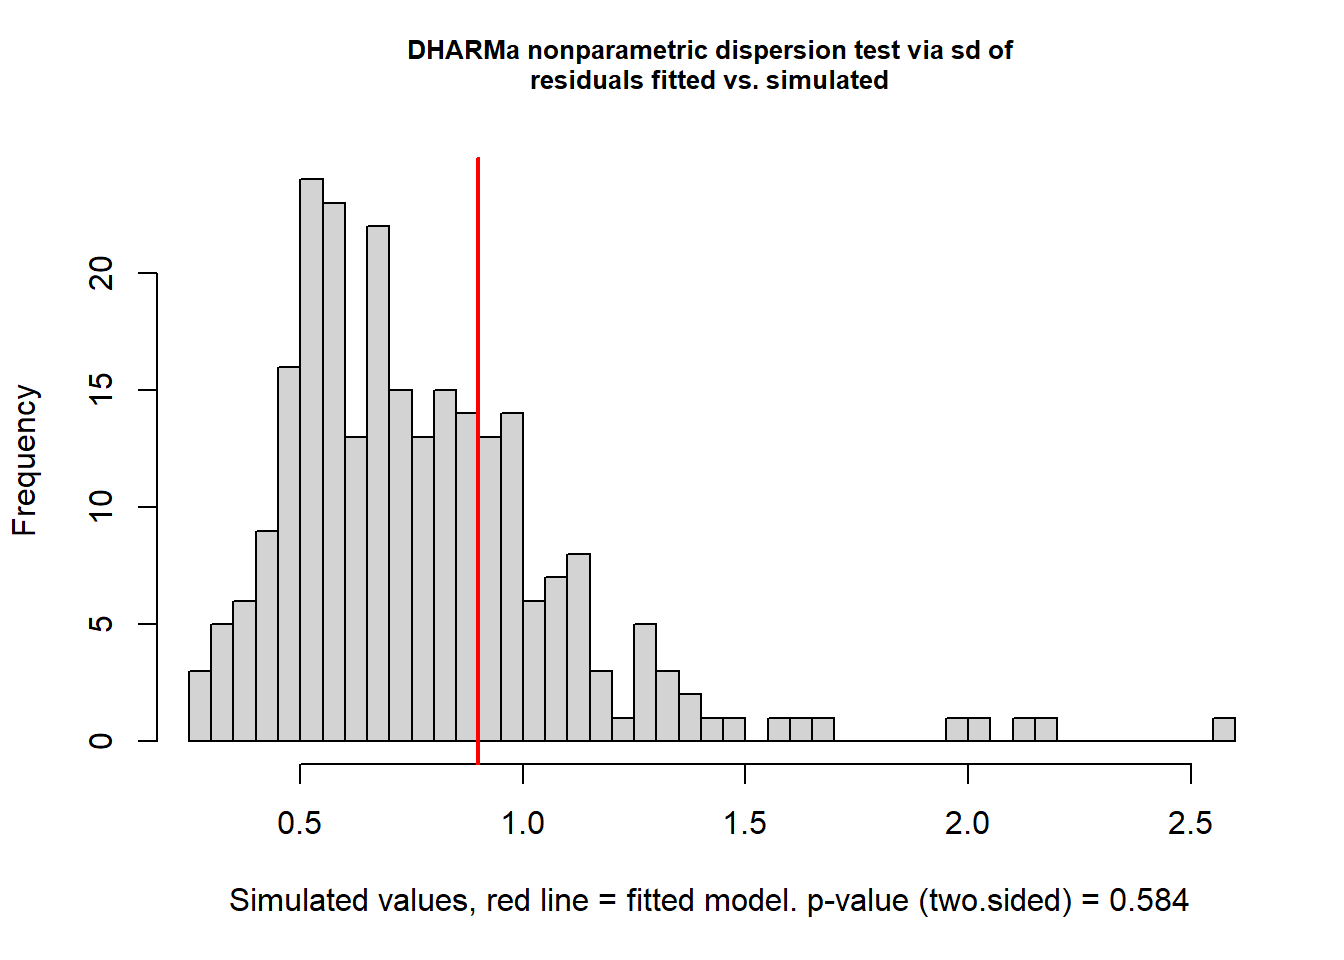 DHARMa nonparametric dispersion test via sd of
residuals fitted vs. simulated
20
15
10
5
0
Frequency
0.5 1.0 1.5 2.0 2.5
Simulated values, red line = fitted model. p-value (two.sided) = 0.584